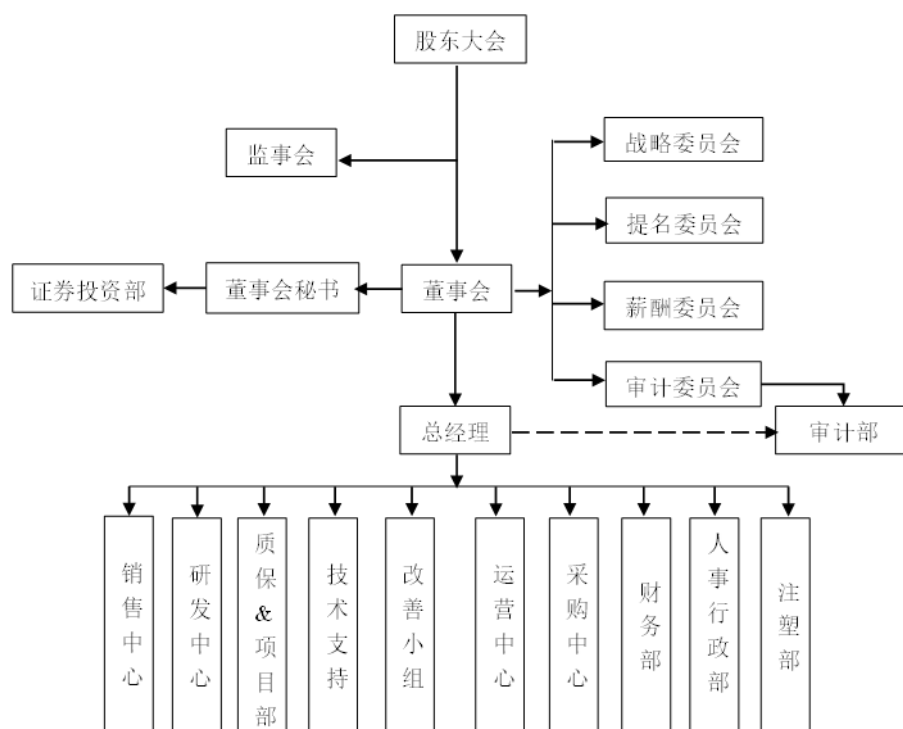 股东大会
监事会
战略委员会
提名委员会
证券投资部
董事会秘书
董事会
薪酬委员会
审计委员会
总经理
审计部
销售中心
研发中心
质保&项目部
技术支持
改善小组
运营中心
采购中心
财务部
人事行政部
注塑部